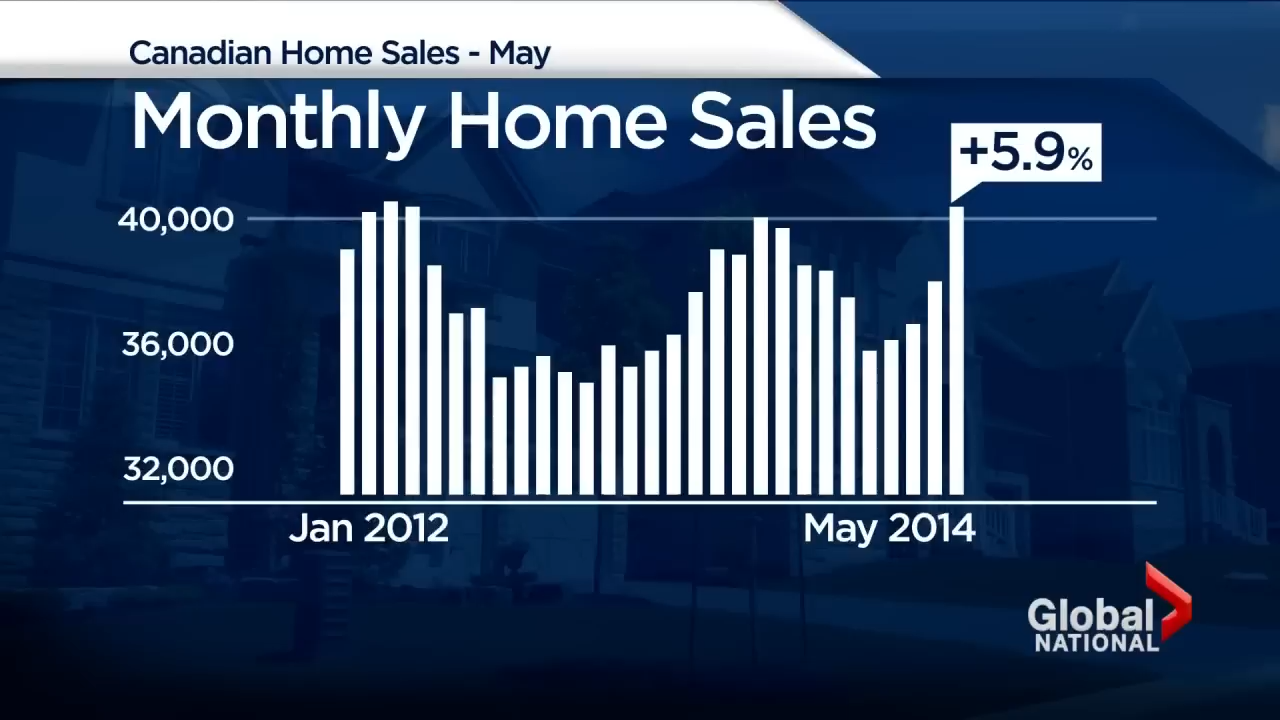 Canadian Home Sales - May
Monthly Home Sales
+5.9%
40,000
36,000
32,000
Jan 2012
May 2014
Global
NATIONAL